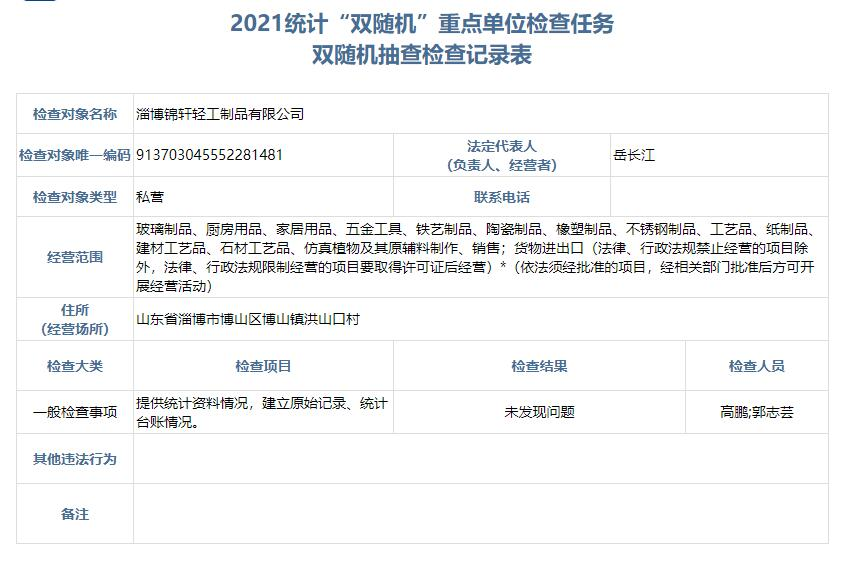 2021统计“双随机”重点单位检查任务
双随机抽查检查记录表
检查对象名称 淄博锦轩轻工制品有限公司
检查对象唯一编码 913703045552281481 法定代表人
（负责人、经营者） 岳长江
检查对象类型 私营 联系电话
经营范围 玻璃制品、厨房用品、家居用品、五金工具、铁艺制品、陶瓷制品、橡塑制品、不锈钢制品、工艺品、纸制品、
建材工艺品、石材工艺品、仿真植物及其原辅料制作、销售；货物进出口（法律、行政法规禁止经营的项目除
外，法律、行政法规限制经营的项目要取得许可证后经营）*（依法须经批准的项目，经相关部门批准后方可开
展经营活动）
住所
（经营场所） 山东省淄博市博山区博山镇洪山口村
检查大类 检查项目 检查结果 检查人员
一般检查事项 提供统计资料情况，建立原始记录、统计
台账情况。 未发现问题 高鹏;郭志芸
其他违法行为
备注